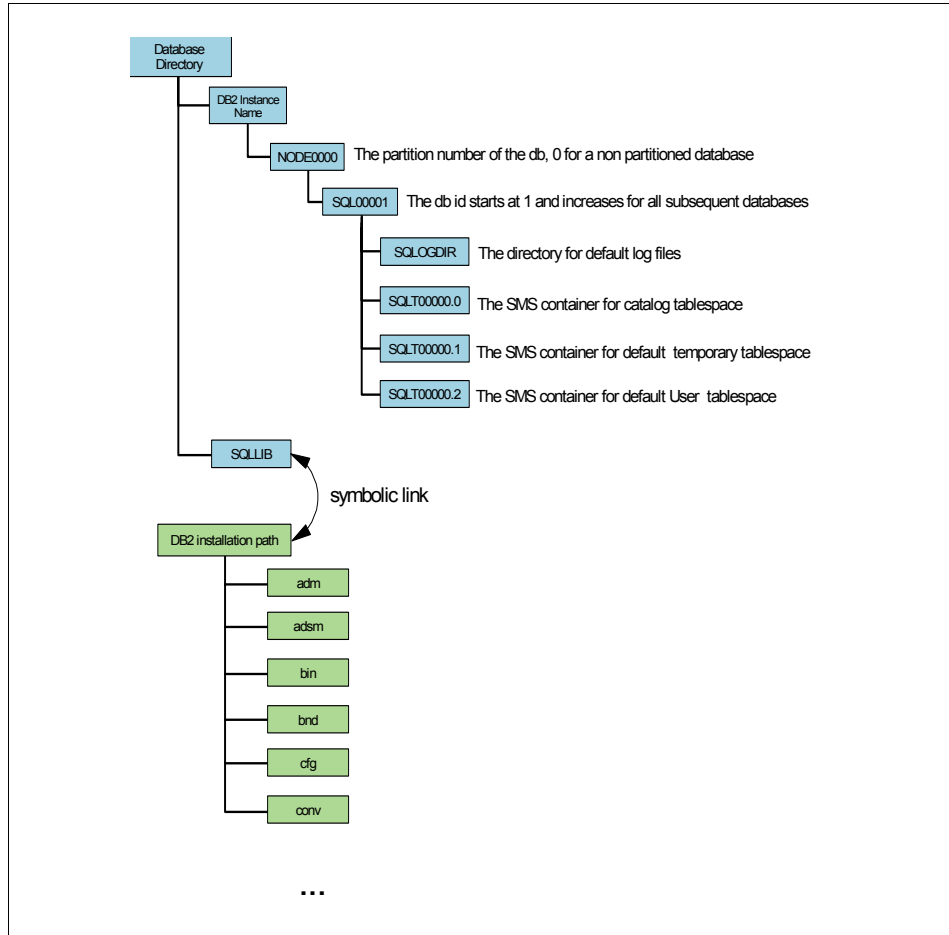 Database
Directory
DB2 Instance
Name
NODE0000
The partition number of the db, 0 for a non partitioned database
SQL00001
The db id starts at 1 and increases for all subsequent databases
SQLOGDIR
The directory for default log files
SQLT00000.0
The SMS container for catalog tablespace
SQLT00000.1
The SMS container for default temporary tablespace
SQLT00000.2
The SMS container for default User tablespace
SQLLIB
symbolic link
DB2 installation path
adm
adsm
bin
bnd
cfg
conv
...